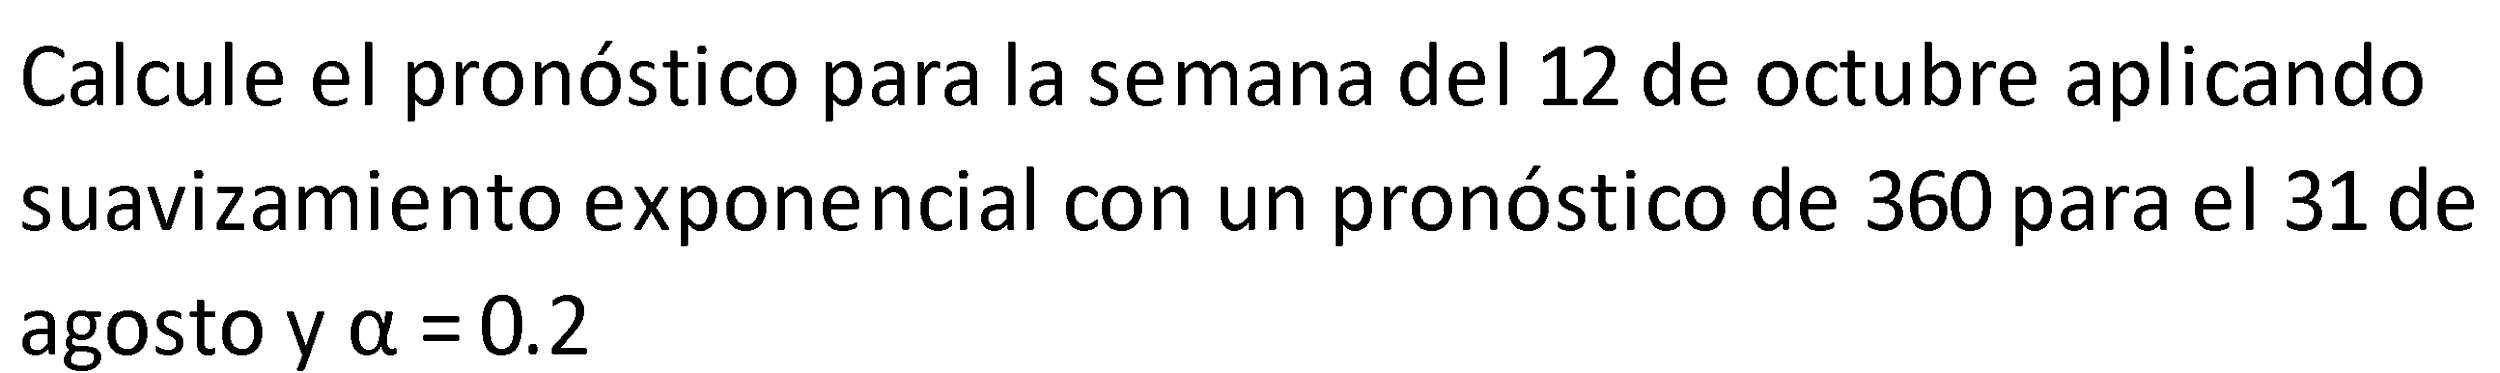 Calcule el pronóstico para la semana del 12 de octubre aplicando
suavizamiento exponencial con un pronóstico de 360 para el 31 de
agosto y α = 0.2